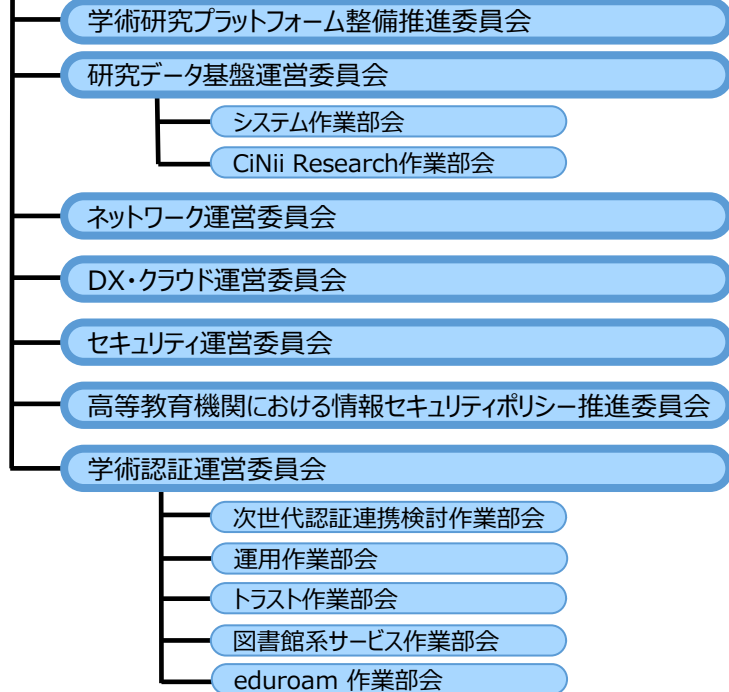 学術研究プラットフォーム整備推進委員会
研究データ基盤運営委員会
システム作業部会
CiNii Research作業部会
ネットワーク運営委員会
DX・クラウド運営委員会
セキュリティ運営委員会
高等教育機関における情報セキュリティポリシー推進委員会
学術認証運営委員会
次世代認証連携検討作業部会
運用作業部会
トラスト作業部会
図書館系サービス作業部会
eduroam 作業部会